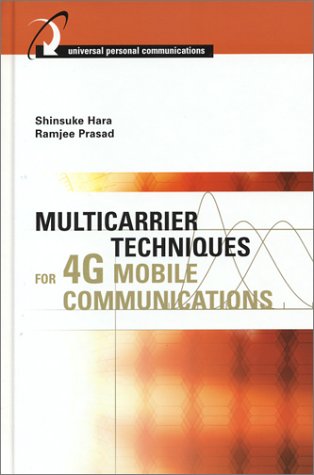 universal personal communications
Shinsuke Hara
Ramjee Prasad
MULTICARRIER
TECHNIQUES
FOR 4G MOBILE
COMMUNICATIONS